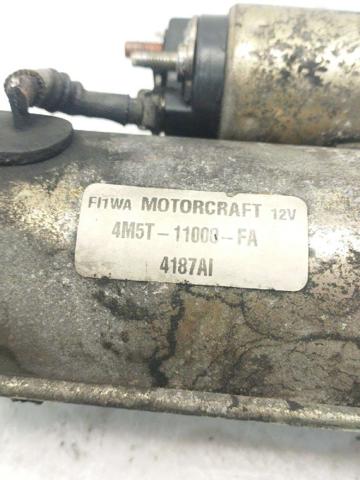 FI1WA MOTORCRAFT 12V
4M5T-11000-FA
4187AI